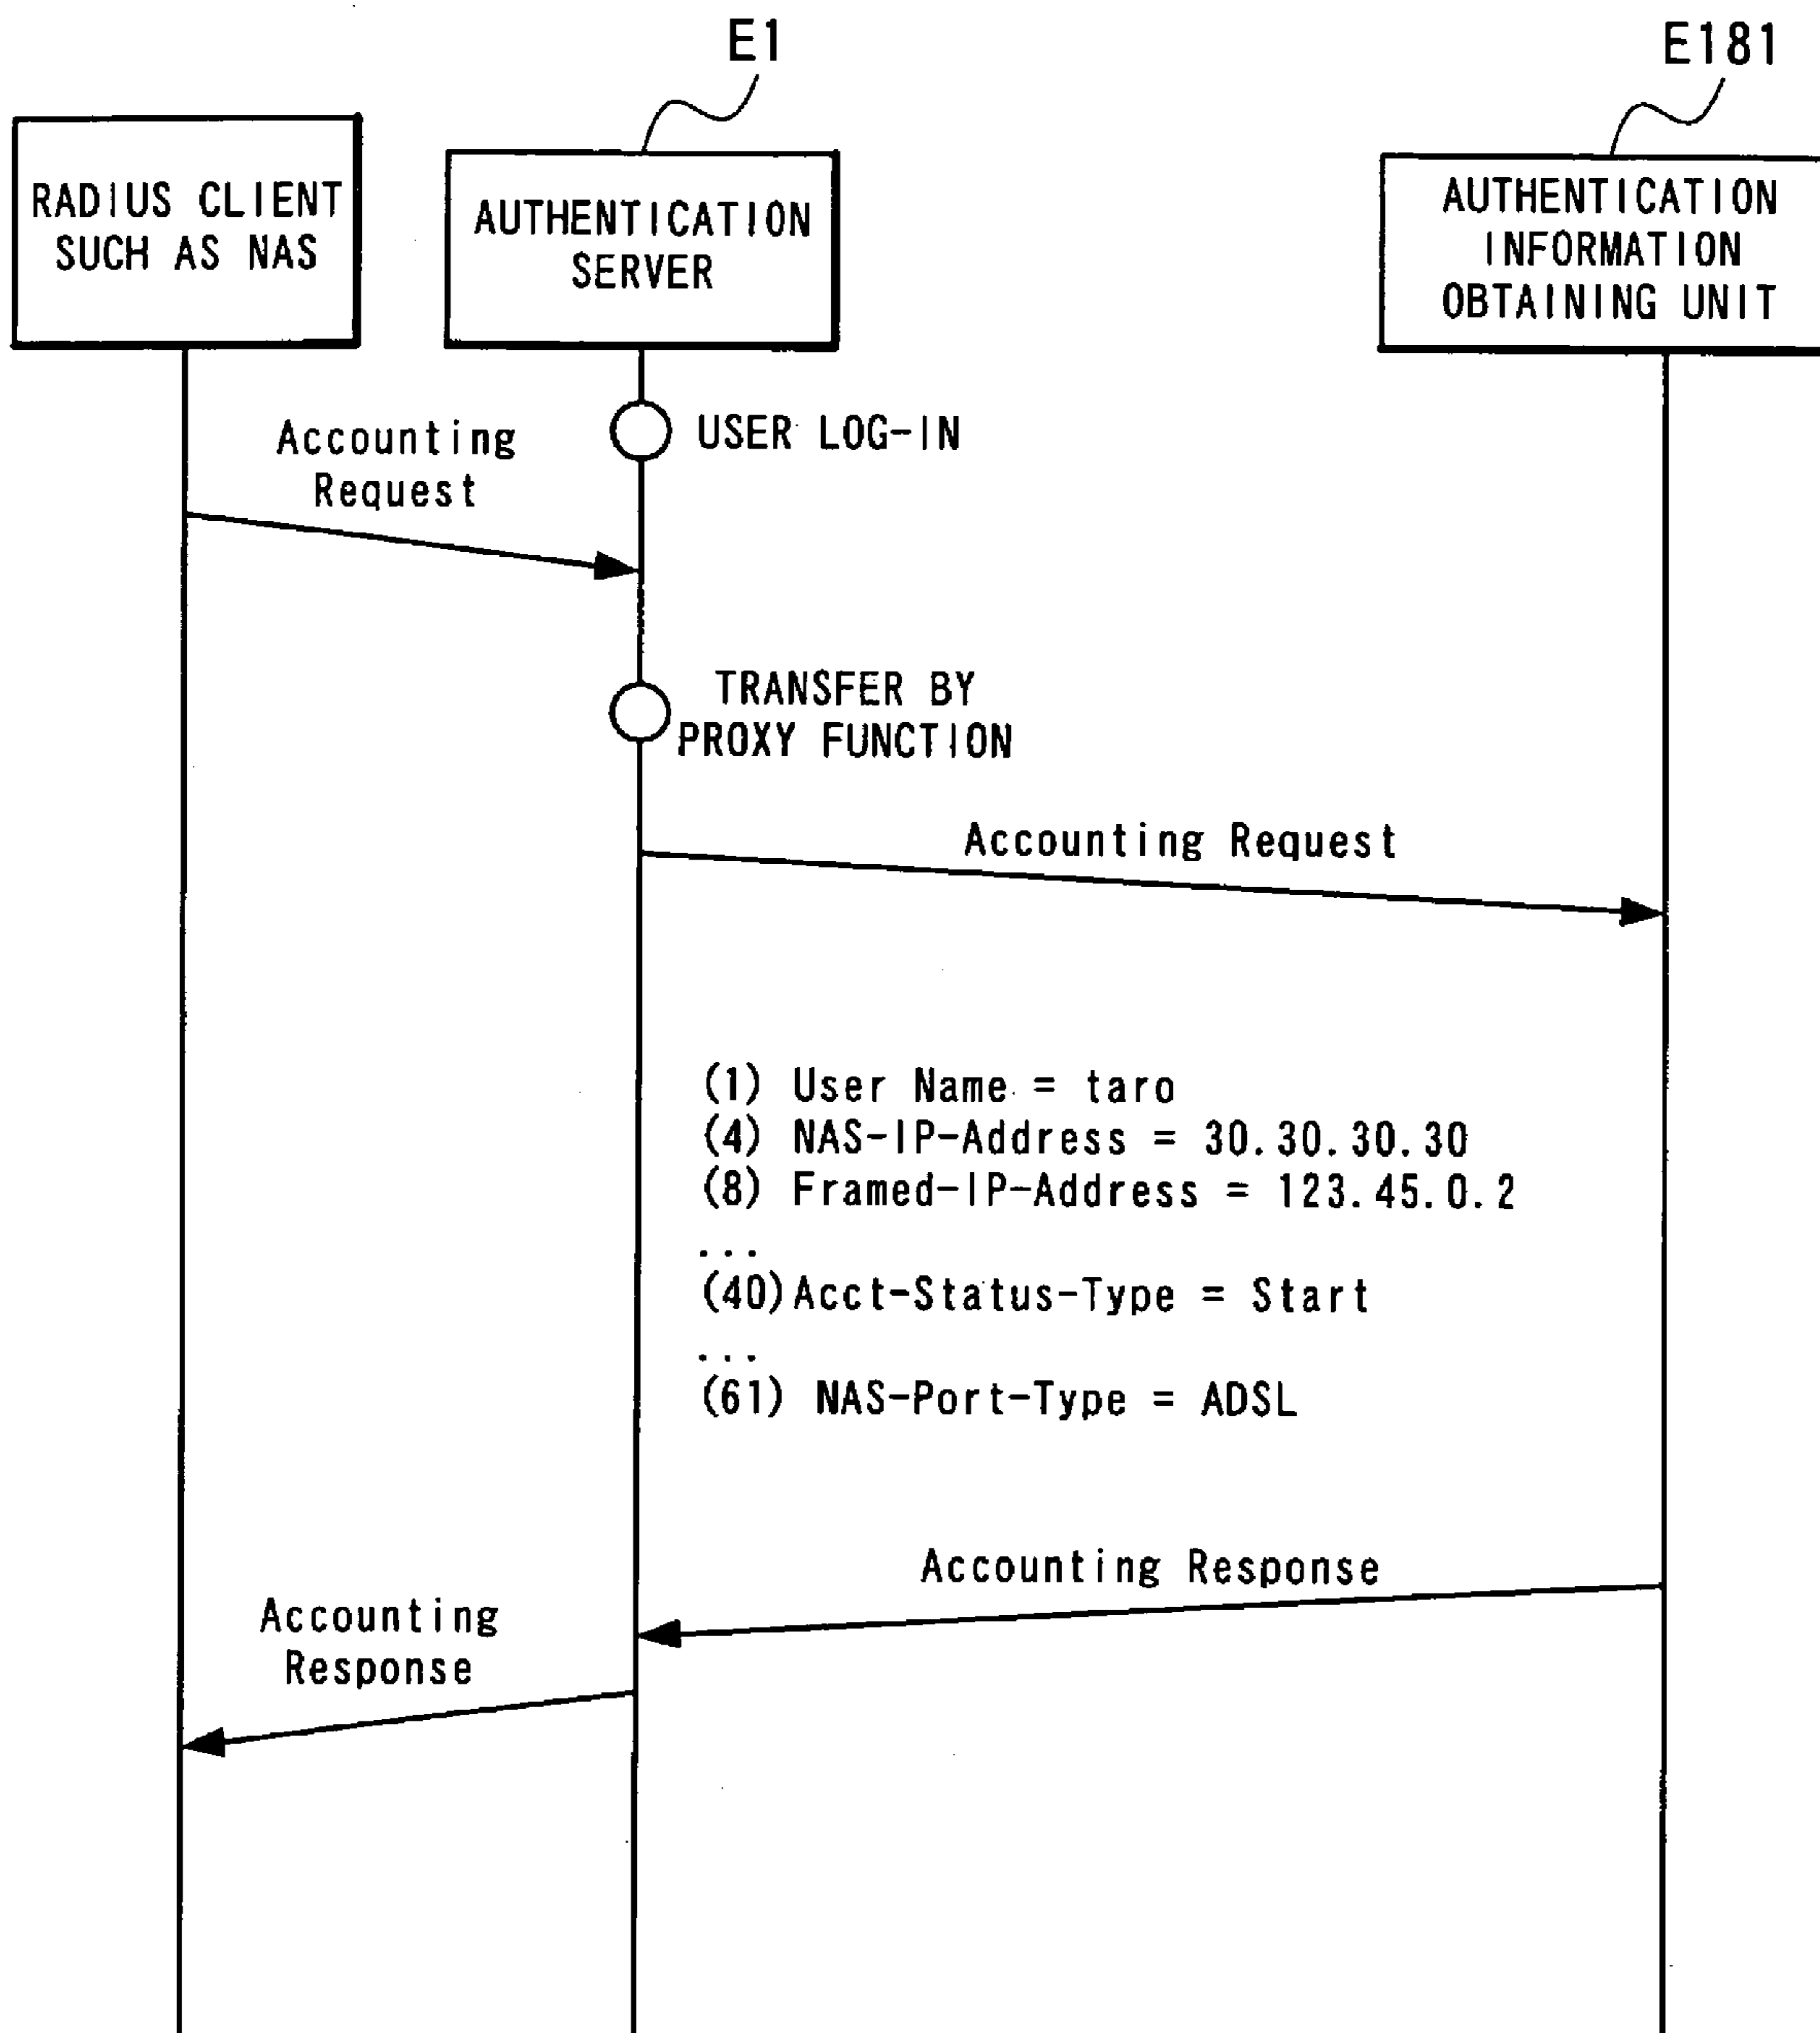 E1
E181
RADIUS CLIENT
SUCH AS NAS
AUTHENTICATION
SERVER
AUTHENTICATION
INFORMATION
OBTAINING UNIT
USER LOG-IN
Accounting
Request
TRANSFER BY
PROXY FUNCTION
Accounting Request
(1) User Name = taro
(4) NAS-IP-Address = 30.30.30.30
(8) Framed-IP-Address = 123.45.0.2
...
(40)Acct-Status-Type = Start
...
(61) NAS-Port-Type = ADSL
Accounting Response
Accounting
Response